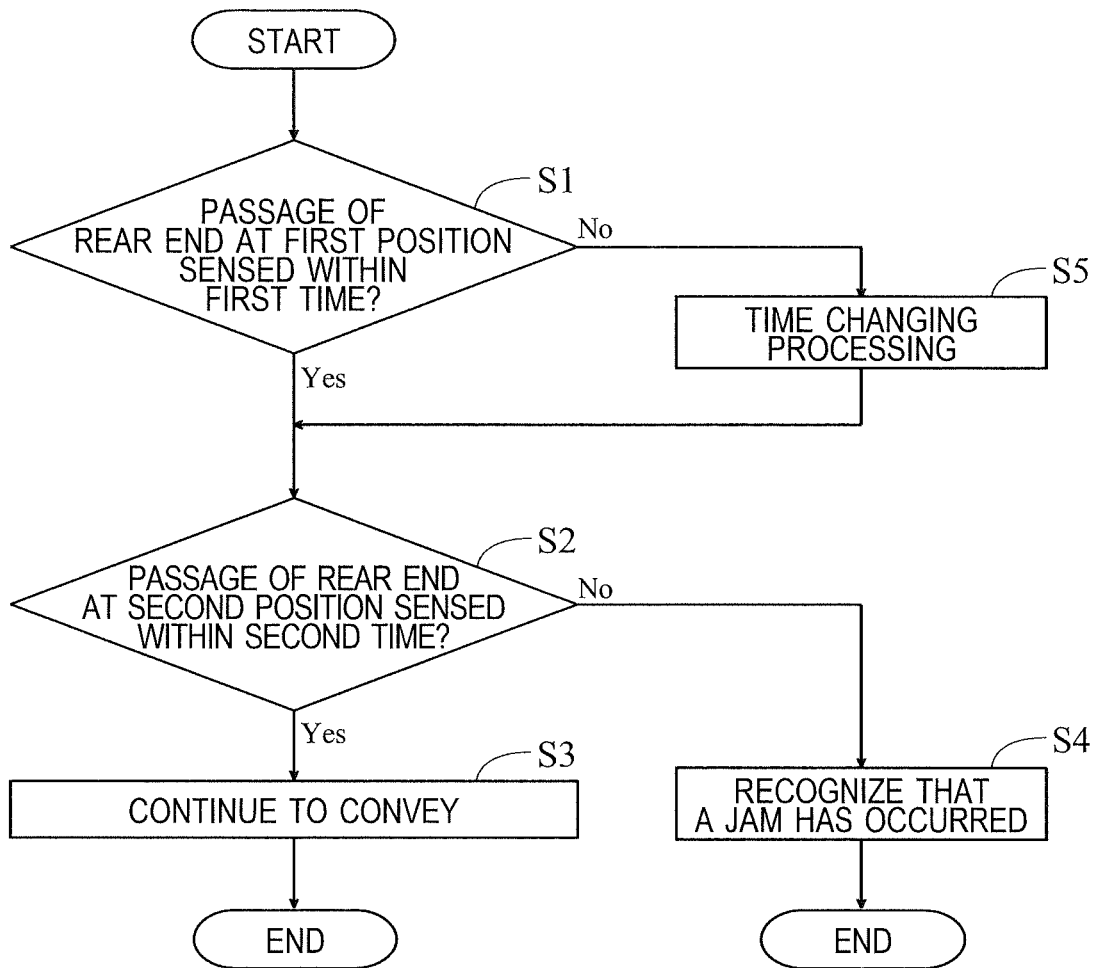 START
S1
PASSAGE OF
REAR END AT FIRST POSITION
SENSED WITHIN
FIRST TIME?
No
S5
TIME CHANGING
PROCESSING
Yes
S2
PASSAGE OF REAR END
AT SECOND POSITION SENSED
WITHIN SECOND TIME?
No
Yes
S3
CONTINUE TO CONVEY
S4
RECOGNIZE THAT
A JAM HAS OCCURRED
END
END